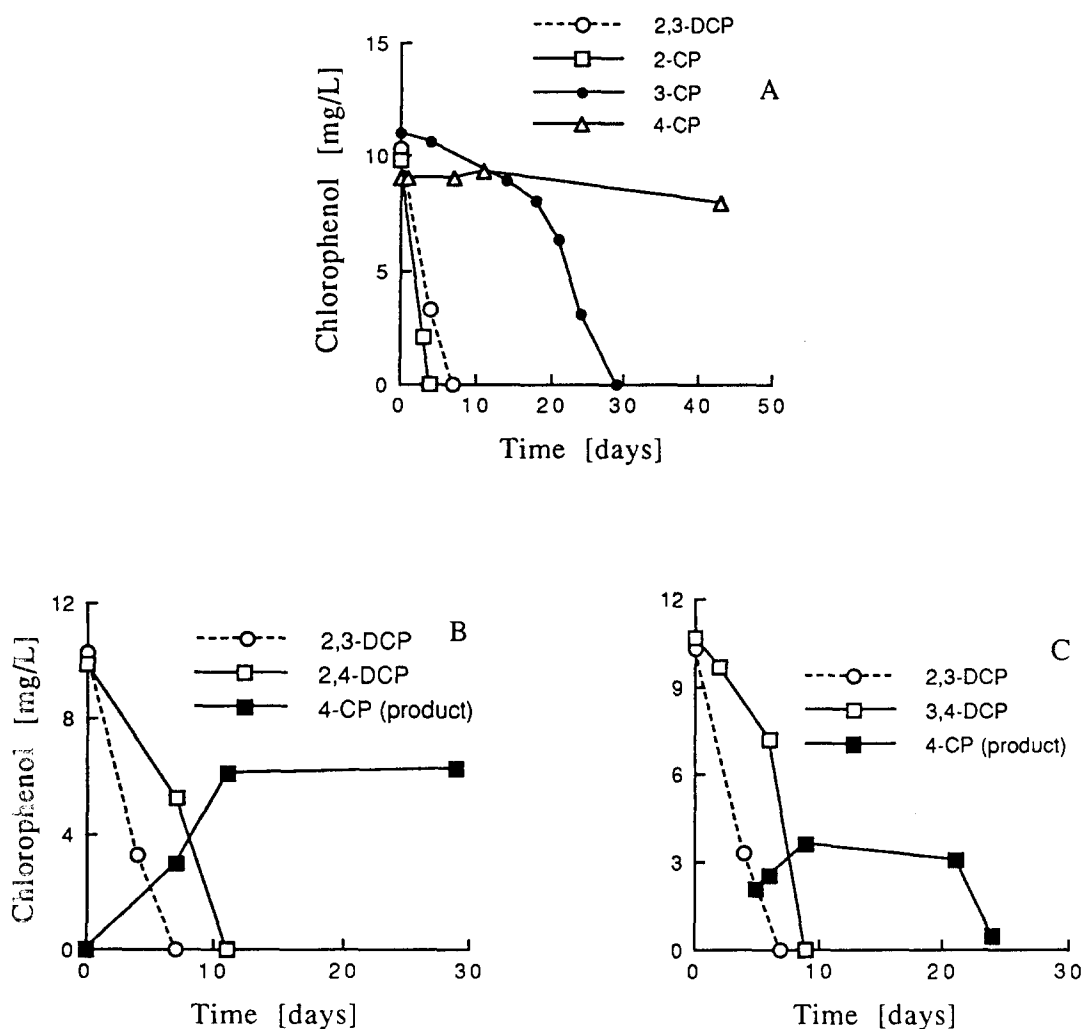 2,3-DCP
2-CP
3-CP
4-CP
A
Chlorophenol [mg/L]
15
10
5
0
0 10 20 30 40 50
Time [days]
B
2,3-DCP
2,4-DCP
4-CP (product)
Chlorophenol [mg/L]
12
8
4
0
0 10 20 30
Time [days]
C
2,3-DCP
3,4-DCP
4-CP (product)
12
9
6
3
0
0 10 20 30
Time [days]